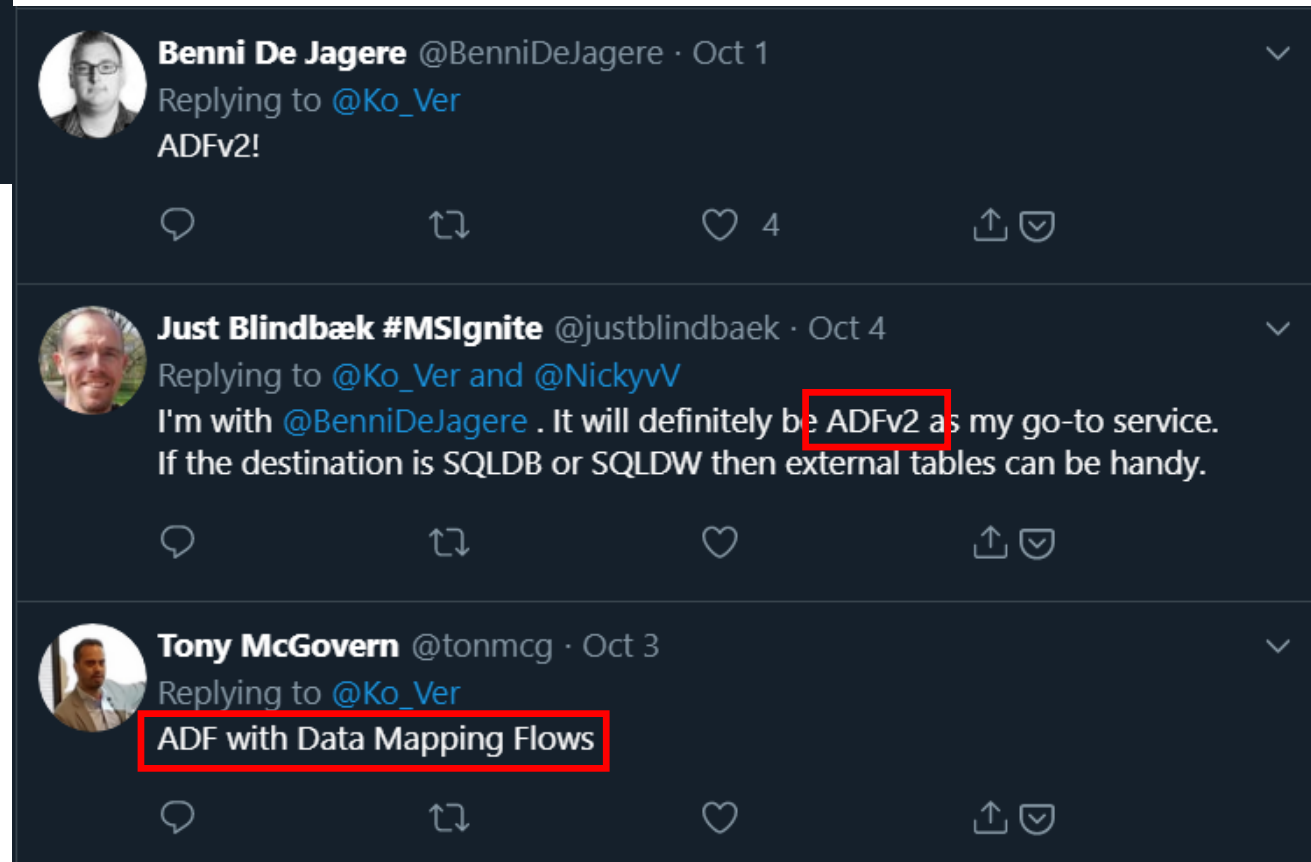 Benni De Jagere @BenniDeJagere · Oct 1
Replying to @Ko_Ver
ADFv2!
4
Just Blindbæk #MSIgnite @justblindbaek · Oct 4
Replying to @Ko_Ver and @NickyvV
I'm with @BenniDeJagere . It will definitely be ADFv2 as my go-to service.
If the destination is SQLDB or SQLDW then external tables can be handy.
Tony McGovern @tonmcg · Oct 3
Replying to @Ko_Ver
ADF with Data Mapping Flows